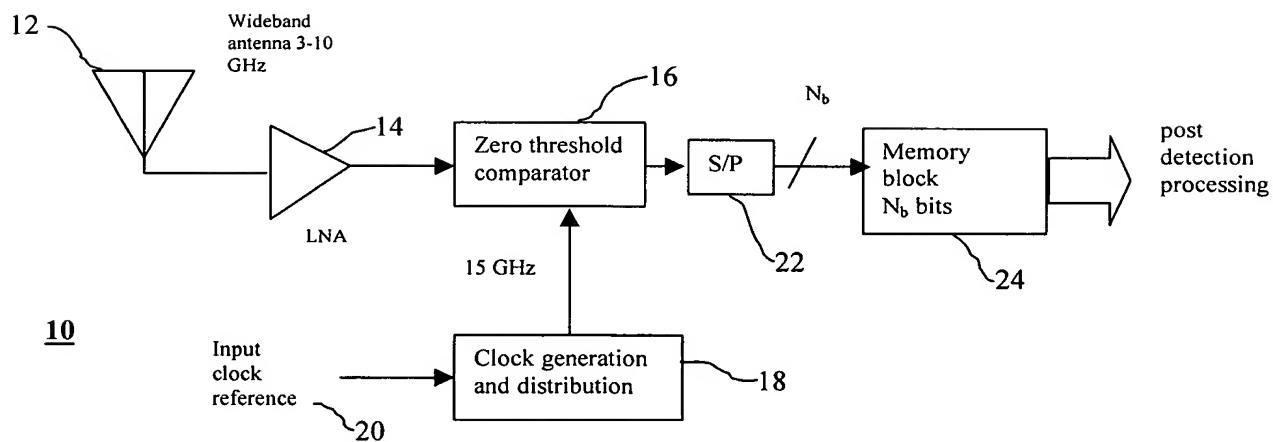 12
Wideband
antenna 3-10
GHz
14
LNA
16
Zero threshold
comparator
15 GHz
S/P
22
N_b
Memory
block
N_b bits
24
post
detection
processing
10
Input
clock
reference
20
Clock generation
and distribution
18